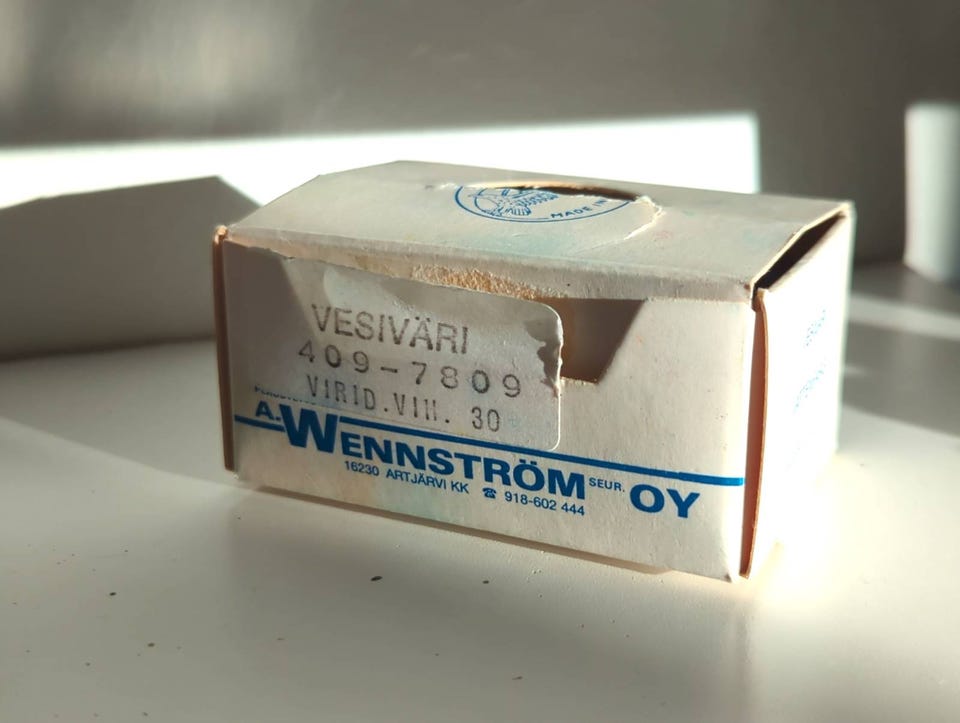 MADE IN
VESIVÄRI
409-7809
VIRID.VIH. 30
A. WENNSTRÖM SEUR. OY
16230 ARTJÄRVI KK ☎ 918-602 444